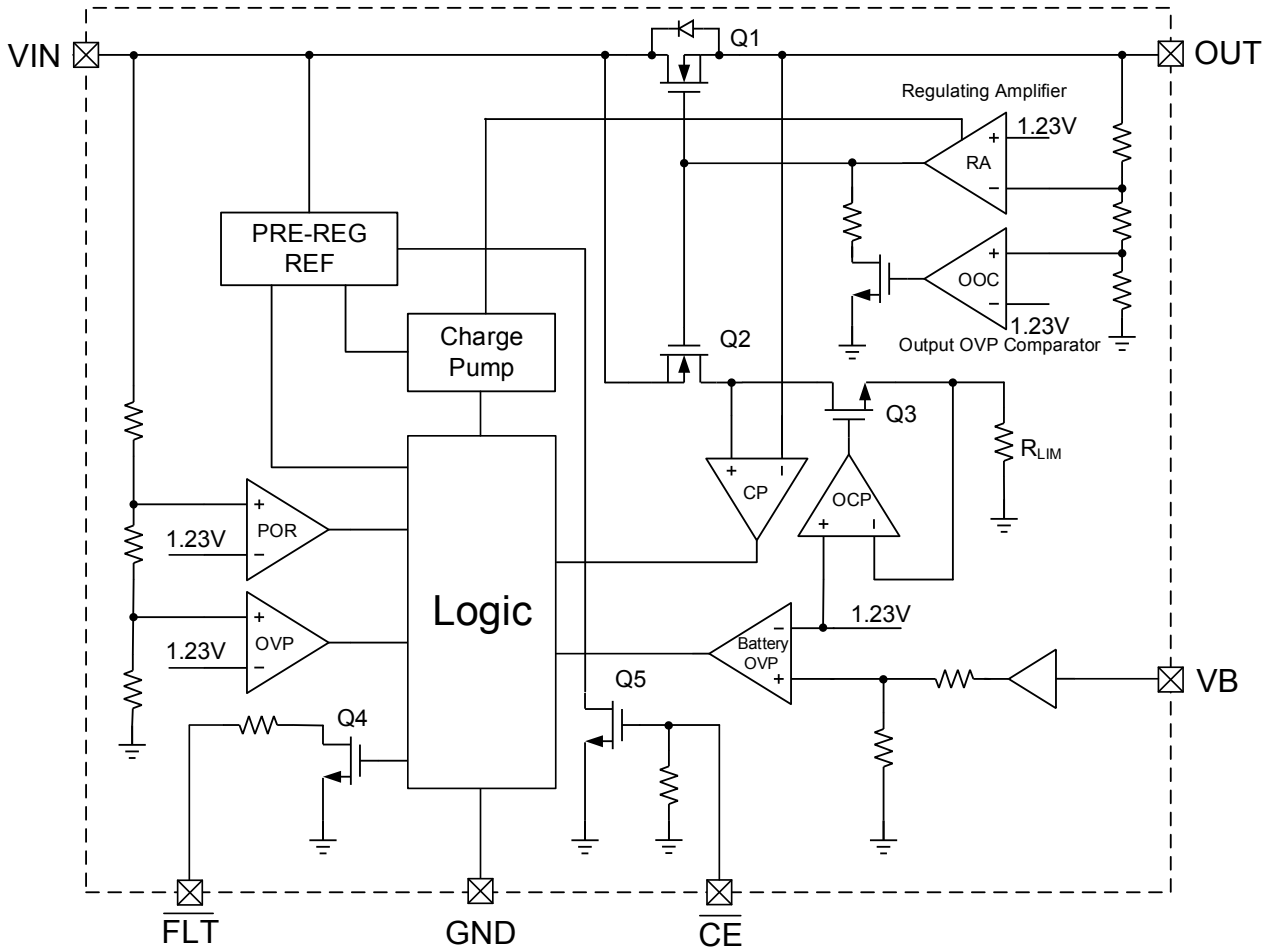 VIN
Q1
OUT
Regulating Amplifier
1.23V
+
RA
−
PRE-REG
REF
+
OOC
−
1.23V
Output OVP Comparator
Charge
Pump
Q2
Q3
RLIM
+
−
CP
OCP
+
−
+
POR
1.23V
−
Logic
+
OVP
1.23V
−
−
1.23V
Battery
OVP
+
VB
Q5
Q4
FLT
GND
CE